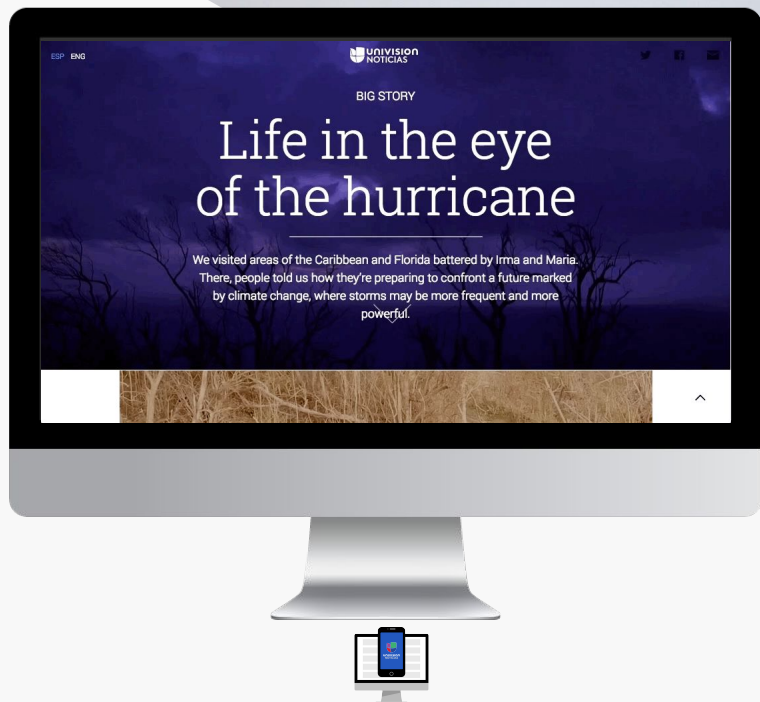 ESP ENG
UNIVISION
NOTICIAS
BIG STORY
Life in the eye
of the hurricane
We visited areas of the Caribbean and Florida battered by Irma and Maria.
There, people told us how they’re preparing to confront a future marked
by climate change, where storms may be more frequent and more
powerful.